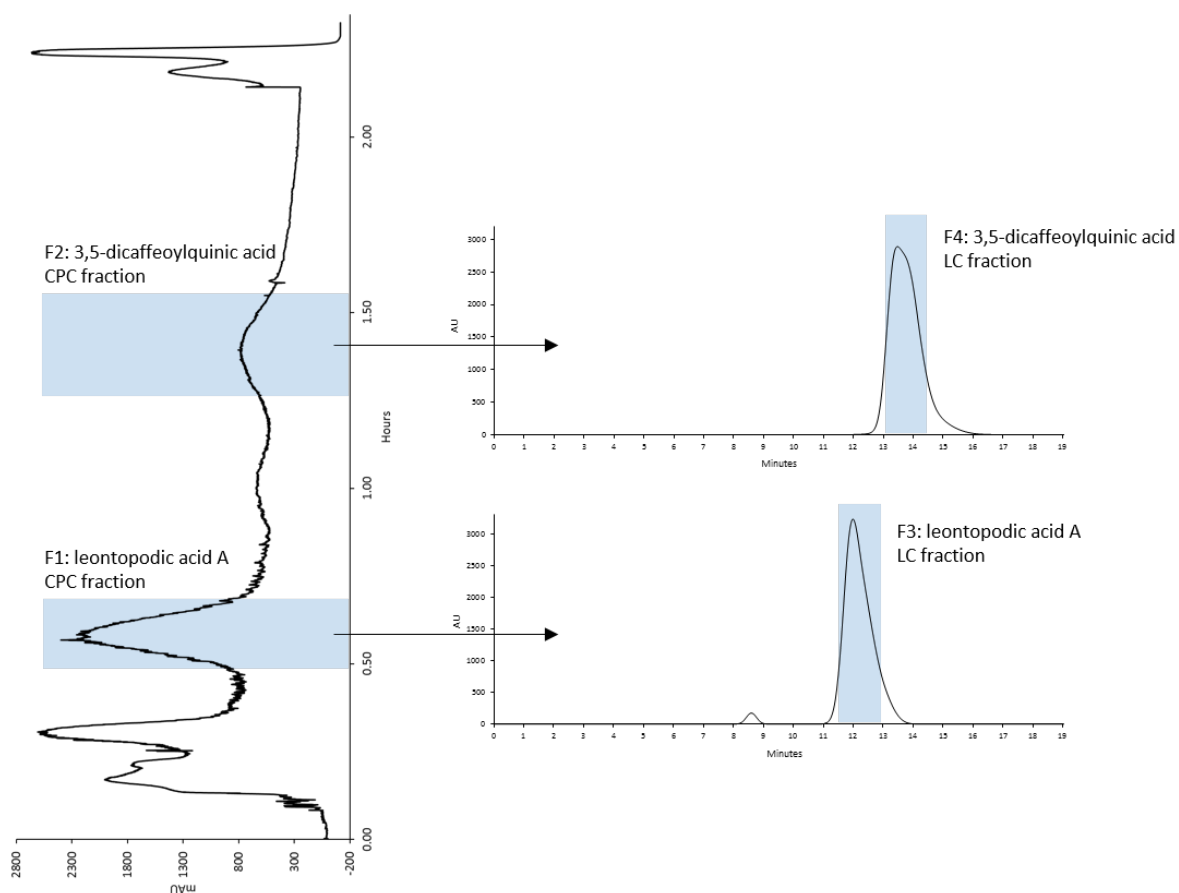 2.00
F2: 3,5-dicaffeoylquinic acid
CPC fraction
1.50
Hours
1.00
F1: leontopodic acid A
CPC fraction
0.50
0.00
2800 2300 1800 1300 800 300 -200
mAU
F4: 3,5-dicaffeoylquinic acid
LC fraction
3000
2500
2000
1500
1000
500
0
AU
0 1 2 3 4 5 6 7 8 9 10 11 12 13 14 15 16 17 18 19
Minutes
F3: leontopodic acid A
LC fraction
3000
2500
2000
1500
1000
500
0
AU
0 1 2 3 4 5 6 7 8 9 10 11 12 13 14 15 16 17 18 19
Minutes